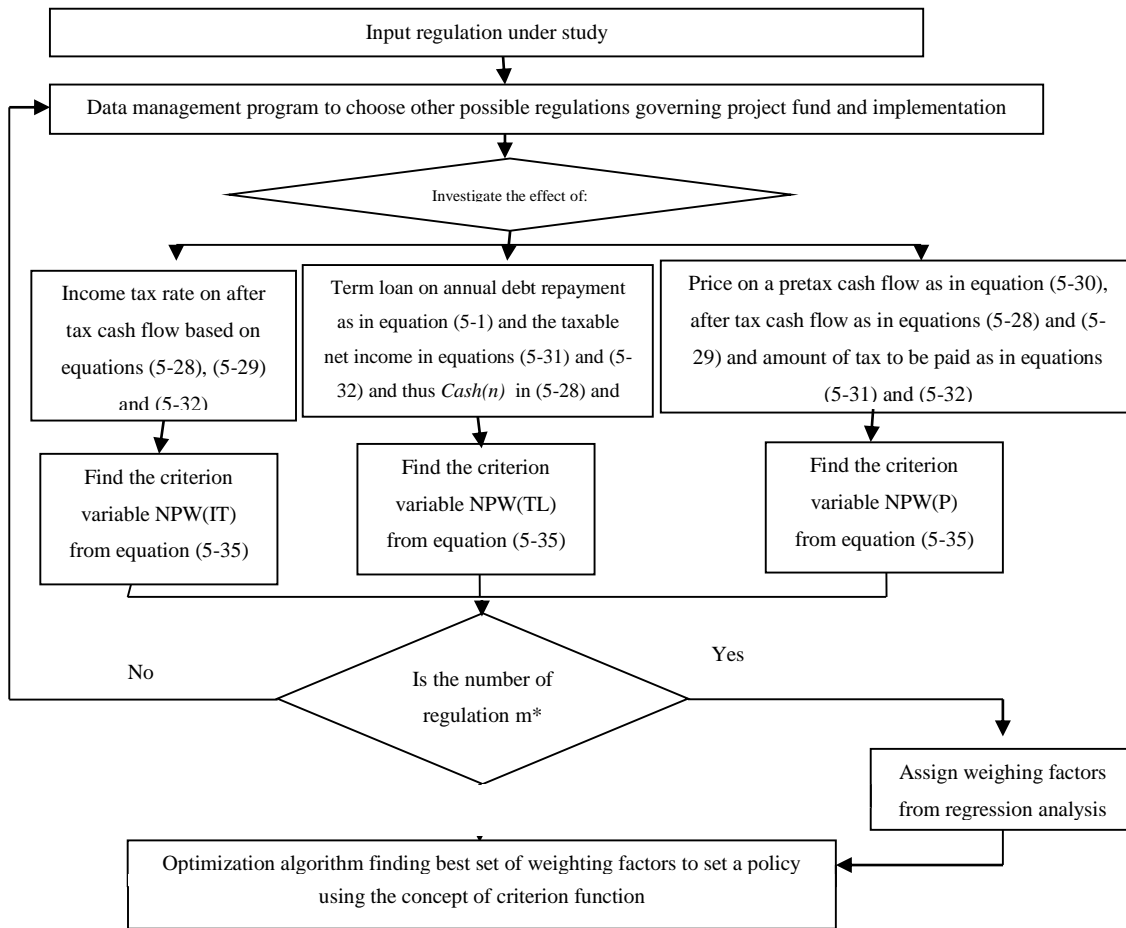 Input regulation under study
Data management program to choose other possible regulations governing project fund and implementation
Investigate the effect of:
Income tax rate on after
tax cash flow based on
equations (5-28), (5-29)
and (5-32)
Term loan on annual debt repayment
as in equation (5-1) and the taxable
net income in equations (5-31) and (5-
32) and thus Cash(n) in (5-28) and
Price on a pretax cash flow as in equation (5-30),
after tax cash flow as in equations (5-28) and (5-
29) and amount of tax to be paid as in equations
(5-31) and (5-32)
Find the criterion
variable NPW(IT)
from equation (5-35)
Find the criterion
variable NPW(TL)
from equation (5-35)
Find the criterion
variable NPW(P)
from equation (5-35)
No
Yes
Is the number of
regulation m*
Assign weighing factors
from regression analysis
Optimization algorithm finding best set of weighting factors to set a policy
using the concept of criterion function